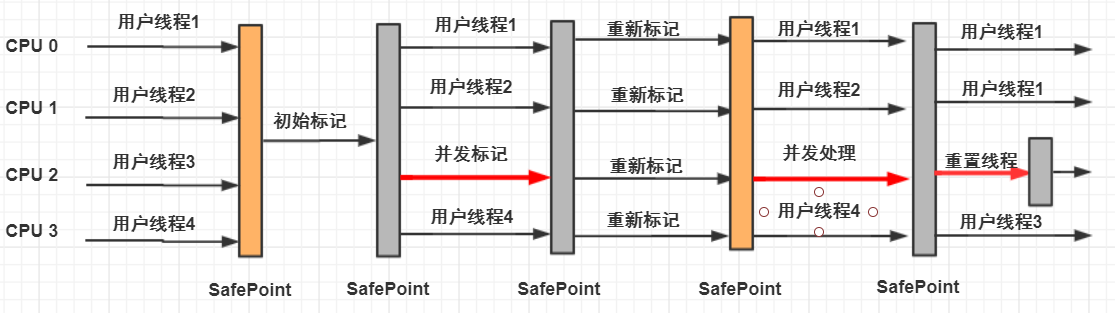 用户线程1
用户线程1
重新标记
用户线程1
用户线程1
CPU 0
CPU 1
用户线程2
初始标记
用户线程2
重新标记
用户线程2
用户线程1
CPU 2
用户线程3
并发标记
重新标记
并发处理
重置线程
CPU 3
用户线程4
用户线程4
重新标记
用户线程4
用户线程3
SafePoint
SafePoint
SafePoint
SafePoint
SafePoint